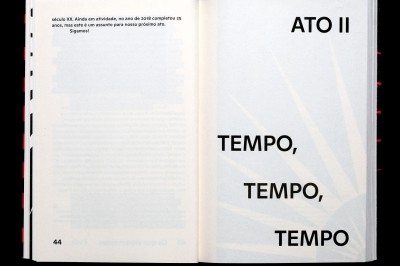 século XX. Ainda em atividade, no ano de 2018 completou 25
anos, mas este é um assunto para nosso próximo ato.
Sigamos!
44
ATO II
TEMPO,
TEMPO,
TEMPO